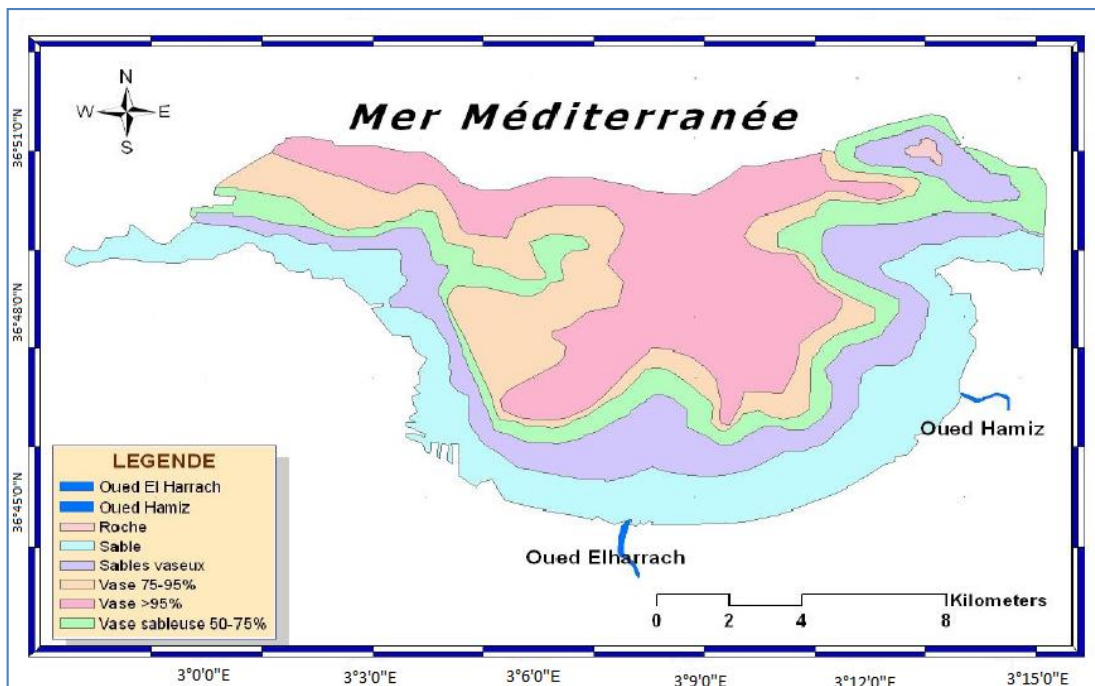 N
W E
S
Mer Méditerranée
36°51'0"N
36°48'0"N
36°45'0"N
Oued Hamiz
Oued Elharrach
LEGENDE
Oued El Harrach
Oued Hamiz
Roche
Sable
Sables vaseux
Vase 75-95%
Vase >95%
Vase sableuse 50-75%
Kilometers
0 2 4 8
3°0'0"E 3°3'0"E 3°6'0"E 3°9'0"E 3°12'0"E 3°15'0"E